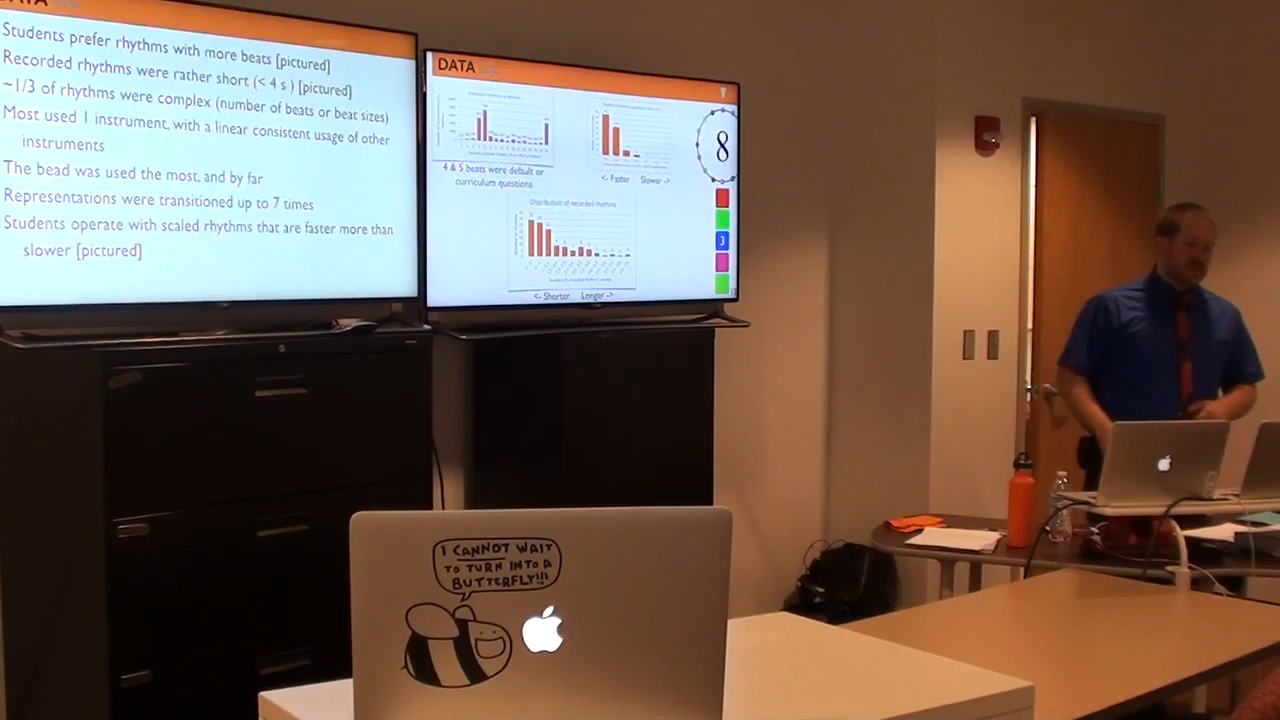 DATA
Students prefer rhythms with more beats [pictured]
Recorded rhythms were rather short (< 4 s ) [pictured]
~1/3 of rhythms were complex (number of beats or beat sizes)
Most used 1 instrument, with a linear consistent usage of other
instruments
The bead was used the most, and by far
Representations were transitioned up to 7 times
Students operate with scaled rhythms that are faster more than
slower [pictured]
DATA
4 & 5 beats were default or
curriculum questions
<- Faster Slower ->
8
3
Distribution of recorded rhythms
<- Shorter Longer ->
I CANNOT WAIT
TO TURN INTO A
BUTTERFLY!!!